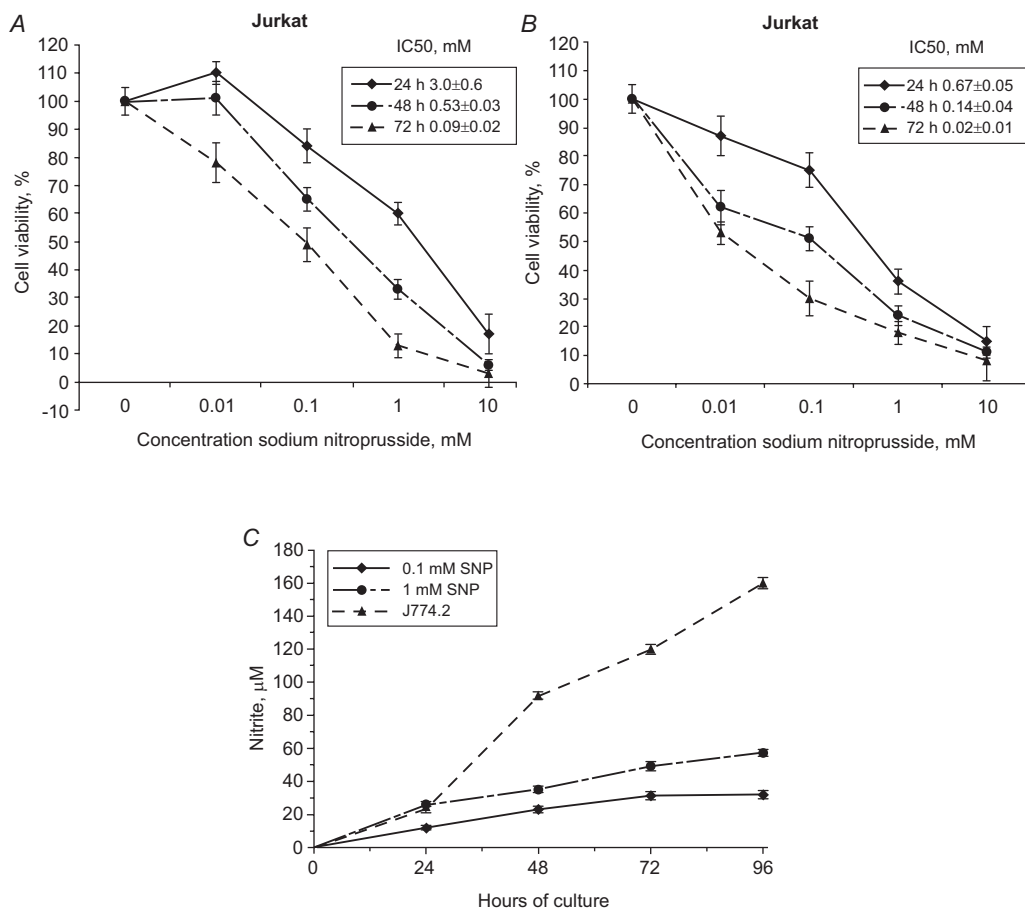 A
Jurkat
IC50, mM
24 h 3.0±0.6
48 h 0.53±0.03
72 h 0.09±0.02
120
110
100
90
80
70
60
50
40
30
20
10
0
-10
Cell viability, %
0 0.01 0.1 1 10
Concentration sodium nitroprusside, mM
B
Jurkat
IC50, mM
24 h 0.67±0.05
48 h 0.14±0.04
72 h 0.02±0.01
120
110
100
90
80
70
60
50
40
30
20
10
0
Cell viability, %
0 0.01 0.1 1 10
Concentration sodium nitroprusside, mM
C
0.1 mM SNP
1 mM SNP
J774.2
180
160
140
120
100
80
60
40
20
0
Nitrite, µM
0 24 48 72 96
Hours of culture